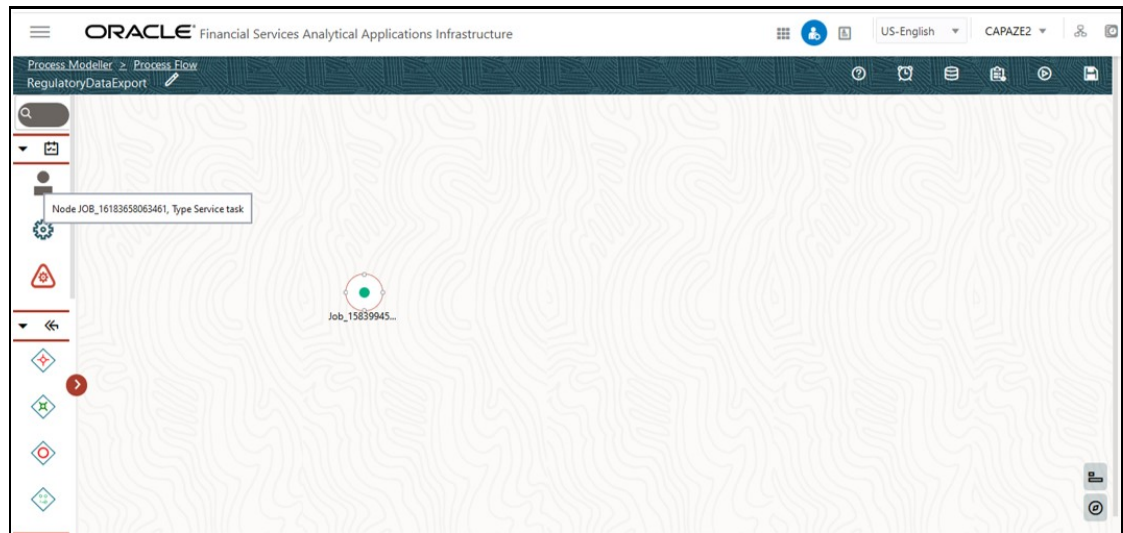 ORACLE® Financial Services Analytical Applications Infrastructure
US-English
CAPAZE2
Process Modeller > Process Flow
RegulatoryDataExport
Node JOB_16183658063461, Type Service task
Job_15839945...